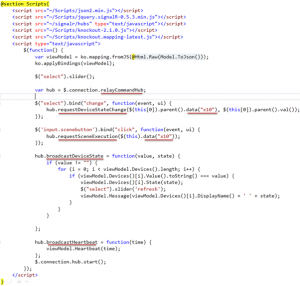 @section Scripts{
<script src="~/Scripts/json2.min.js"></script>
<script src="~/Scripts/jquery.signalR-0.5.3.min.js"></script>
<script src="~/signalr/hubs" type="text/javascript"></script>
<script src="~/Scripts/knockout-2.1.0.js"></script>
<script src="~/Scripts/knockout.mapping-latest.js"></script>
<script type="text/javascript">
$(function() {
var viewModel = ko.mapping.fromJS(@Html.Raw(Model.ToJson()));
ko.applyBindings(viewModel);
$("select").slider();
var hub = $.connection.relayCommandHub;
$("select").bind("change", function(event, ui) {
hub.requestDeviceStateChange($(this).parent().data("x10"), $(this)[0].parent().val());
});
$('input.scenebutton').bind("click", function(event, ui) {
hub.requestSceneExecution($(this).data("x10"));
});
hub.broadcastDeviceState = function(value, state) {
if (value != "") {
for (i = 0; i < viewModel.Devices().length; i++) {
if (viewModel.Devices()[i].Value().toString() === value) {
viewModel.Devices()[i].State(state);
$("select").slider('refresh');
viewModel.Message(viewModel.Devices()[i].DisplayName() + ' ' + state);
}
}
}
};
hub.broadcastHeartbeat = function(time) {
viewModel.Heartbeat(time);
};
$.connection.hub.start();
});
</script>
}